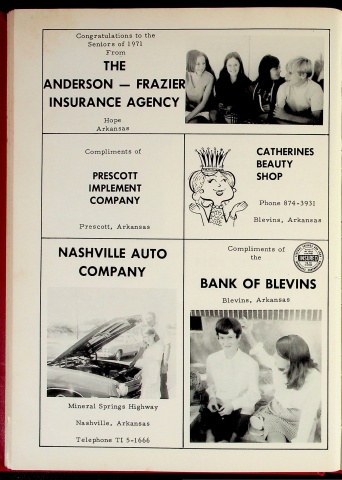 Congratulations to the
Seniors of 1971
From
THE
ANDERSON — FRAZIER
INSURANCE AGENCY
Hope
Arkansas
Compliments of
PRESCOTT
IMPLEMENT
COMPANY
Prescott, Arkansas
CATHERINES
BEAUTY
SHOP
Phone 874-3931
Blevins, Arkansas
NASHVILLE AUTO
COMPANY
Mineral Springs Highway
Nashville, Arkansas
Telephone TI 5-1666
Compliments of
the
BANK OF BLEVINS
Blevins, Arkansas